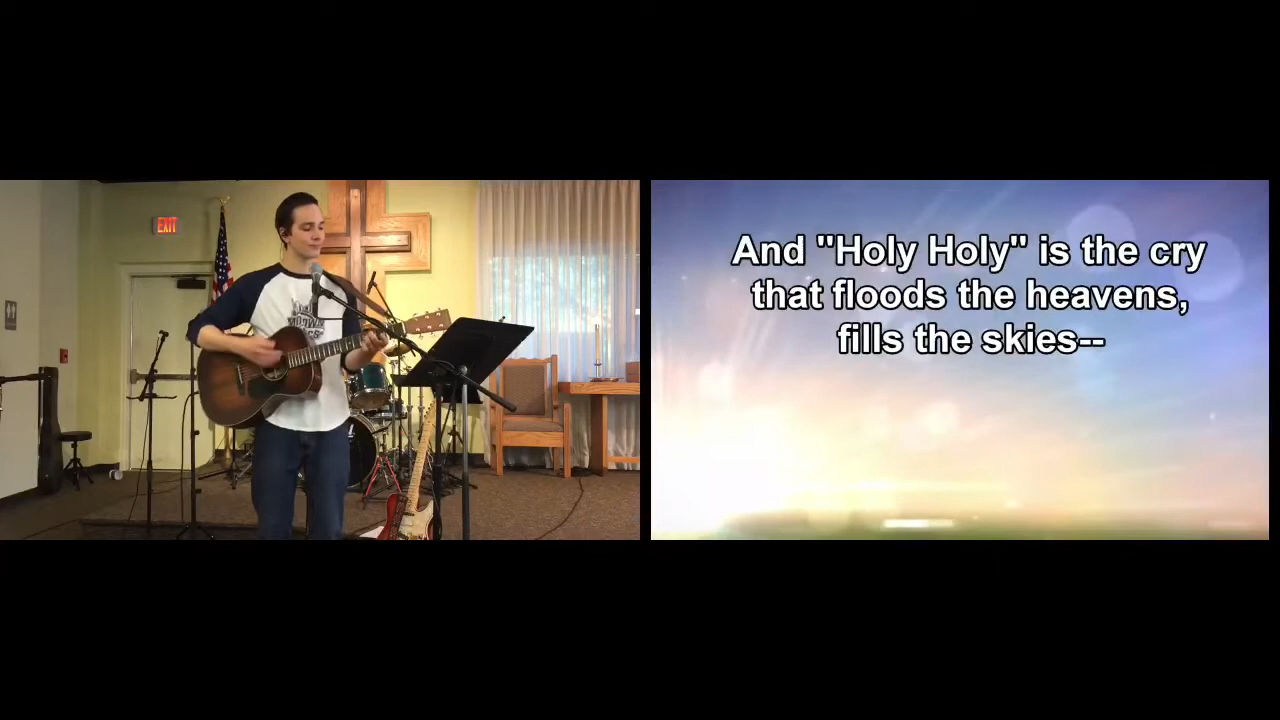 EXIT
And "Holy Holy" is the cry
that floods the heavens,
fills the skies--